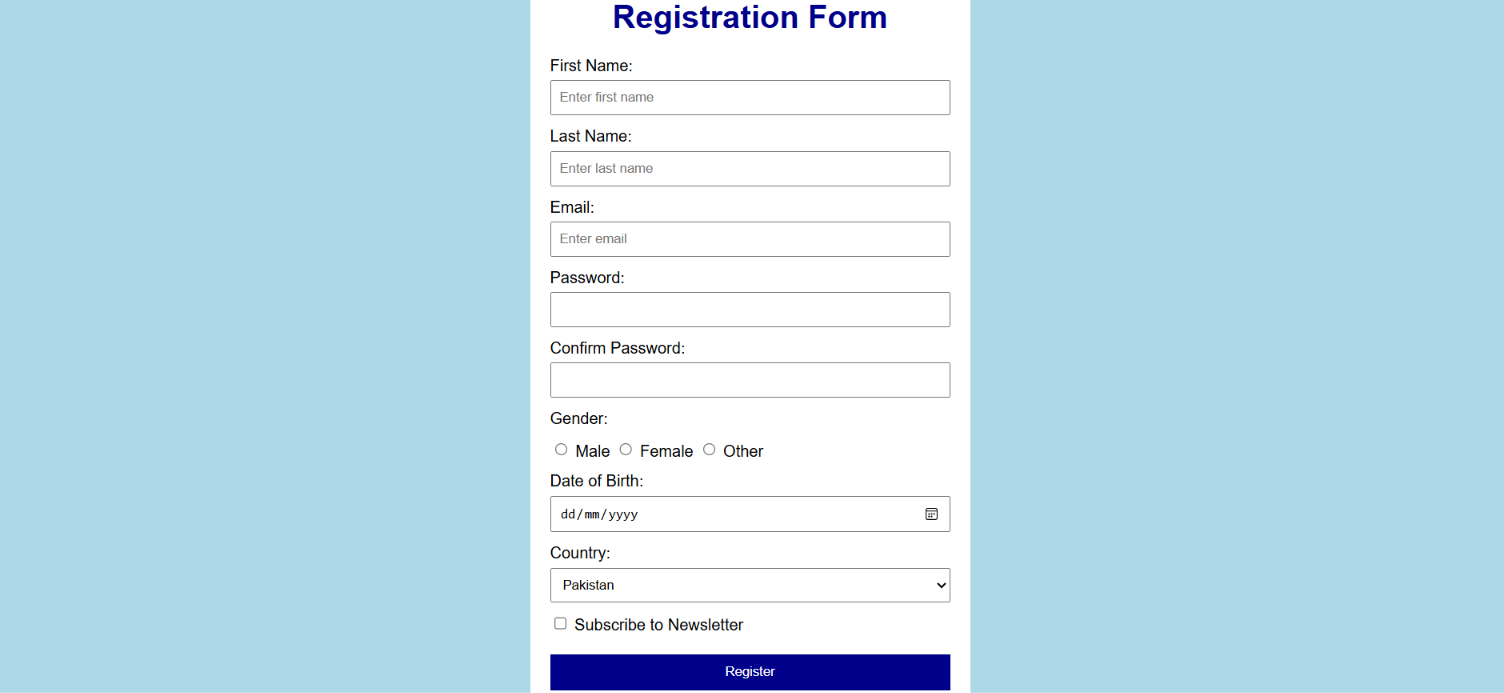 Registration Form
First Name:
Enter first name
Last Name:
Enter last name
Email:
Enter email
Password:
Confirm Password:
Gender:
Male Female Other
Date of Birth:
dd/mm/yyyy
Country:
Pakistan
Subscribe to Newsletter
Register